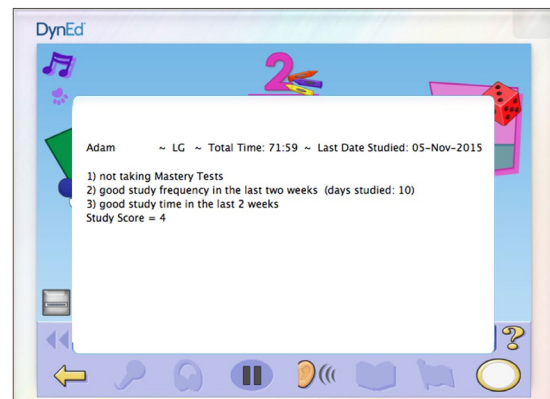 DynEd
2
Adam ~ LG ~ Total Time: 71:59 ~ Last Date Studied: 05-Nov-2015
1) not taking Mastery Tests
2) good study frequency in the last two weeks (days studied: 10)
3) good study time in the last 2 weeks
Study Score = 4
?